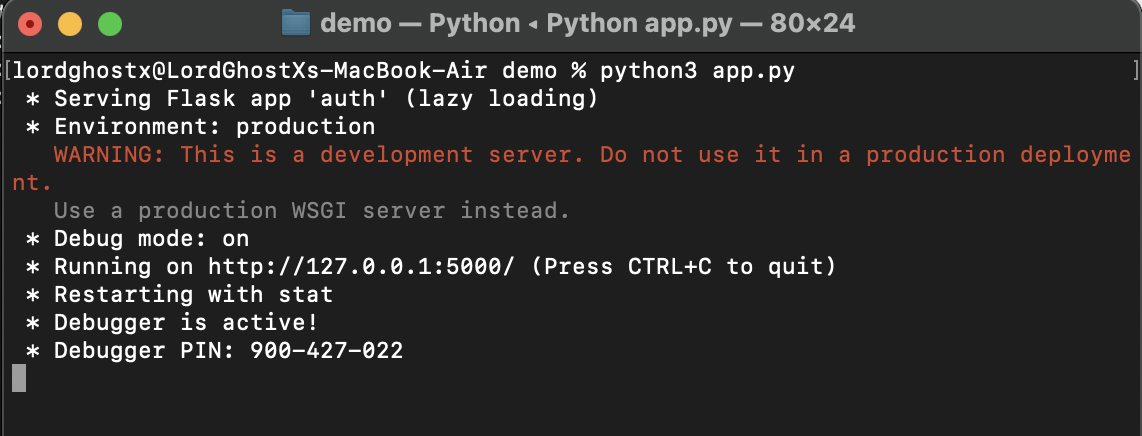 demo — Python ◂ Python app.py — 80×24
[lordghostx@LordGhostXs-MacBook-Air demo % python3 app.py ]
* Serving Flask app 'auth' (lazy loading)
* Environment: production
WARNING: This is a development server. Do not use it in a production deployme
nt.
Use a production WSGI server instead.
* Debug mode: on
* Running on http://127.0.0.1:5000/ (Press CTRL+C to quit)
* Restarting with stat
* Debugger is active!
* Debugger PIN: 900-427-022